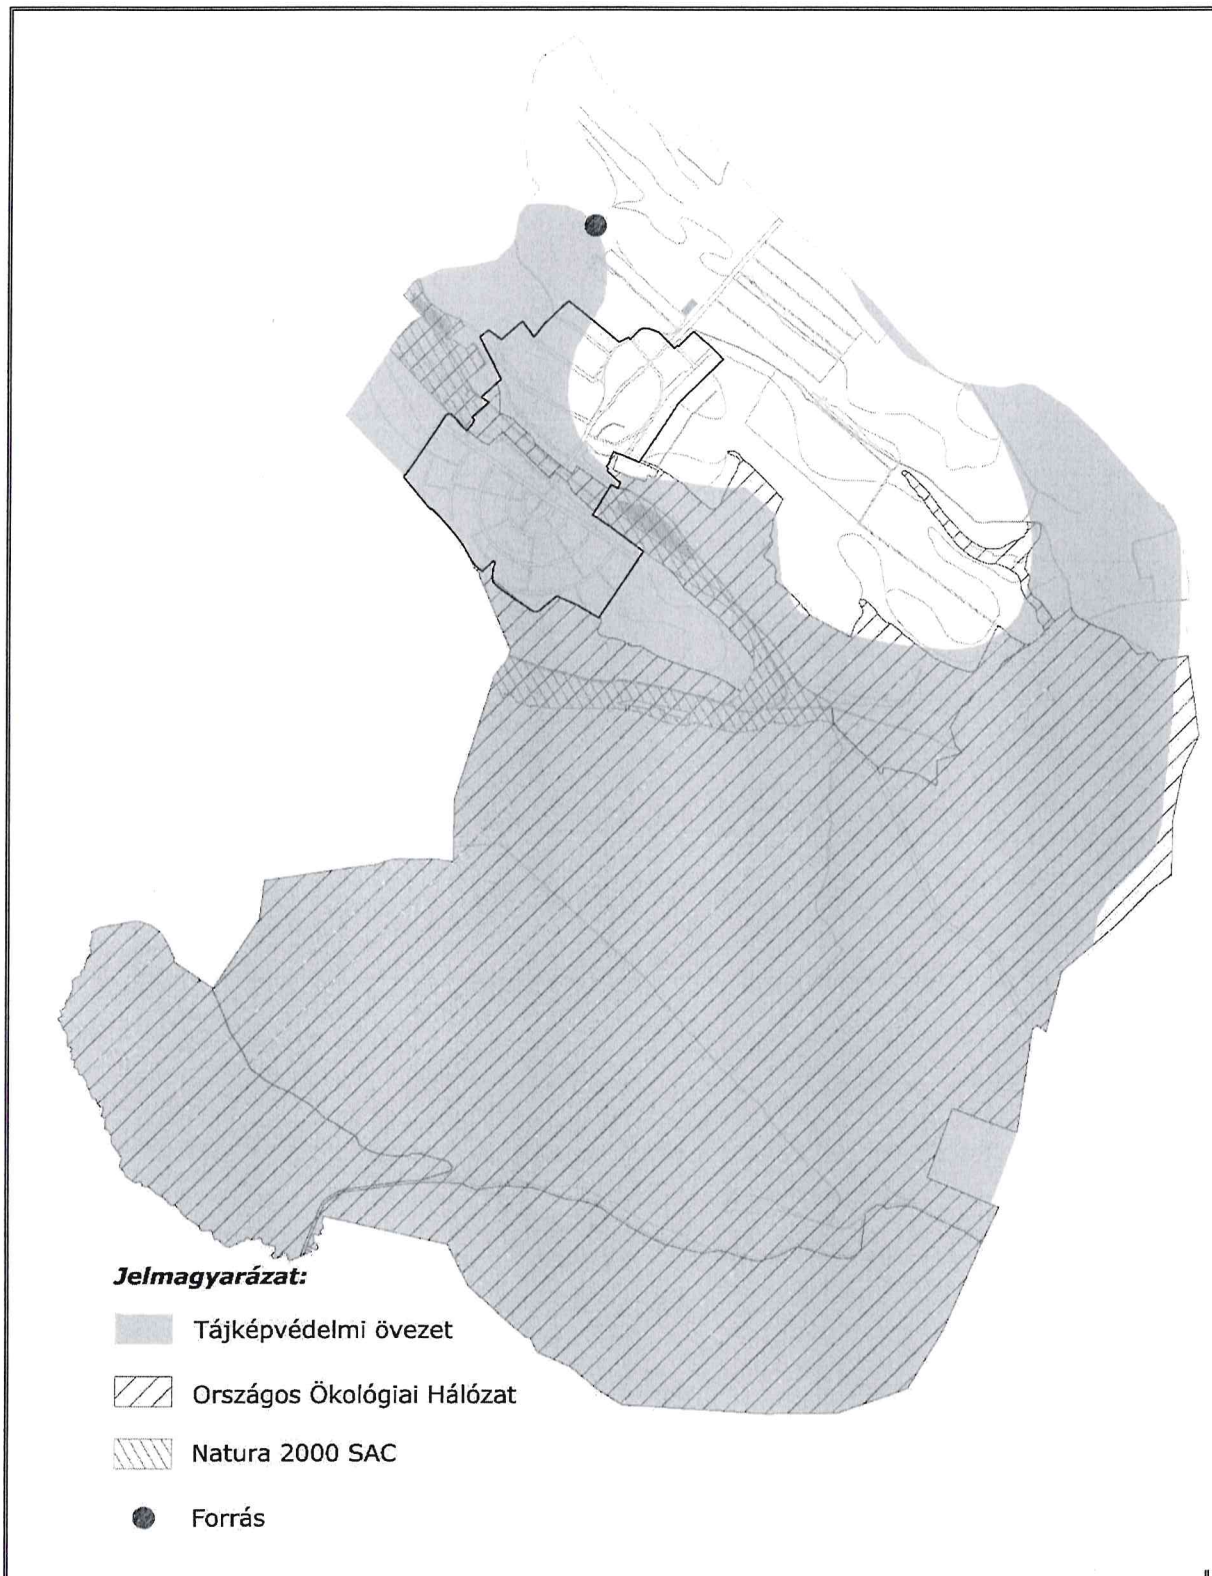 Jelmagyarázat:
Tájképvédelmi övezet
Országos Ökológiai Hálózat
Natura 2000 SAC
Forrás